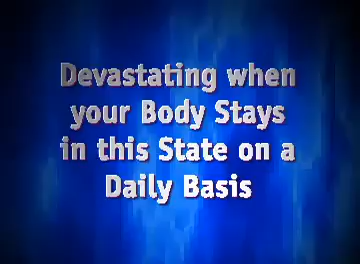 Devastating when
your Body Stays
in this State on a
Daily Basis